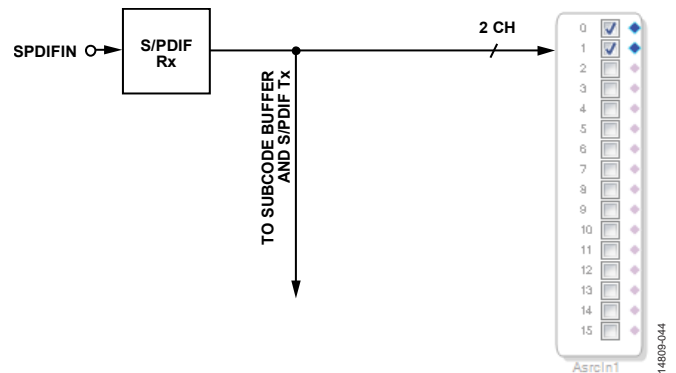 SPDIFIN
S/PDIF
Rx
TO SUBCODE BUFFER
AND S/PDIF Tx
2 CH
0
1
2
3
4
5
6
7
8
9
10
11
12
13
14
15
AsrcIn1
14809-044